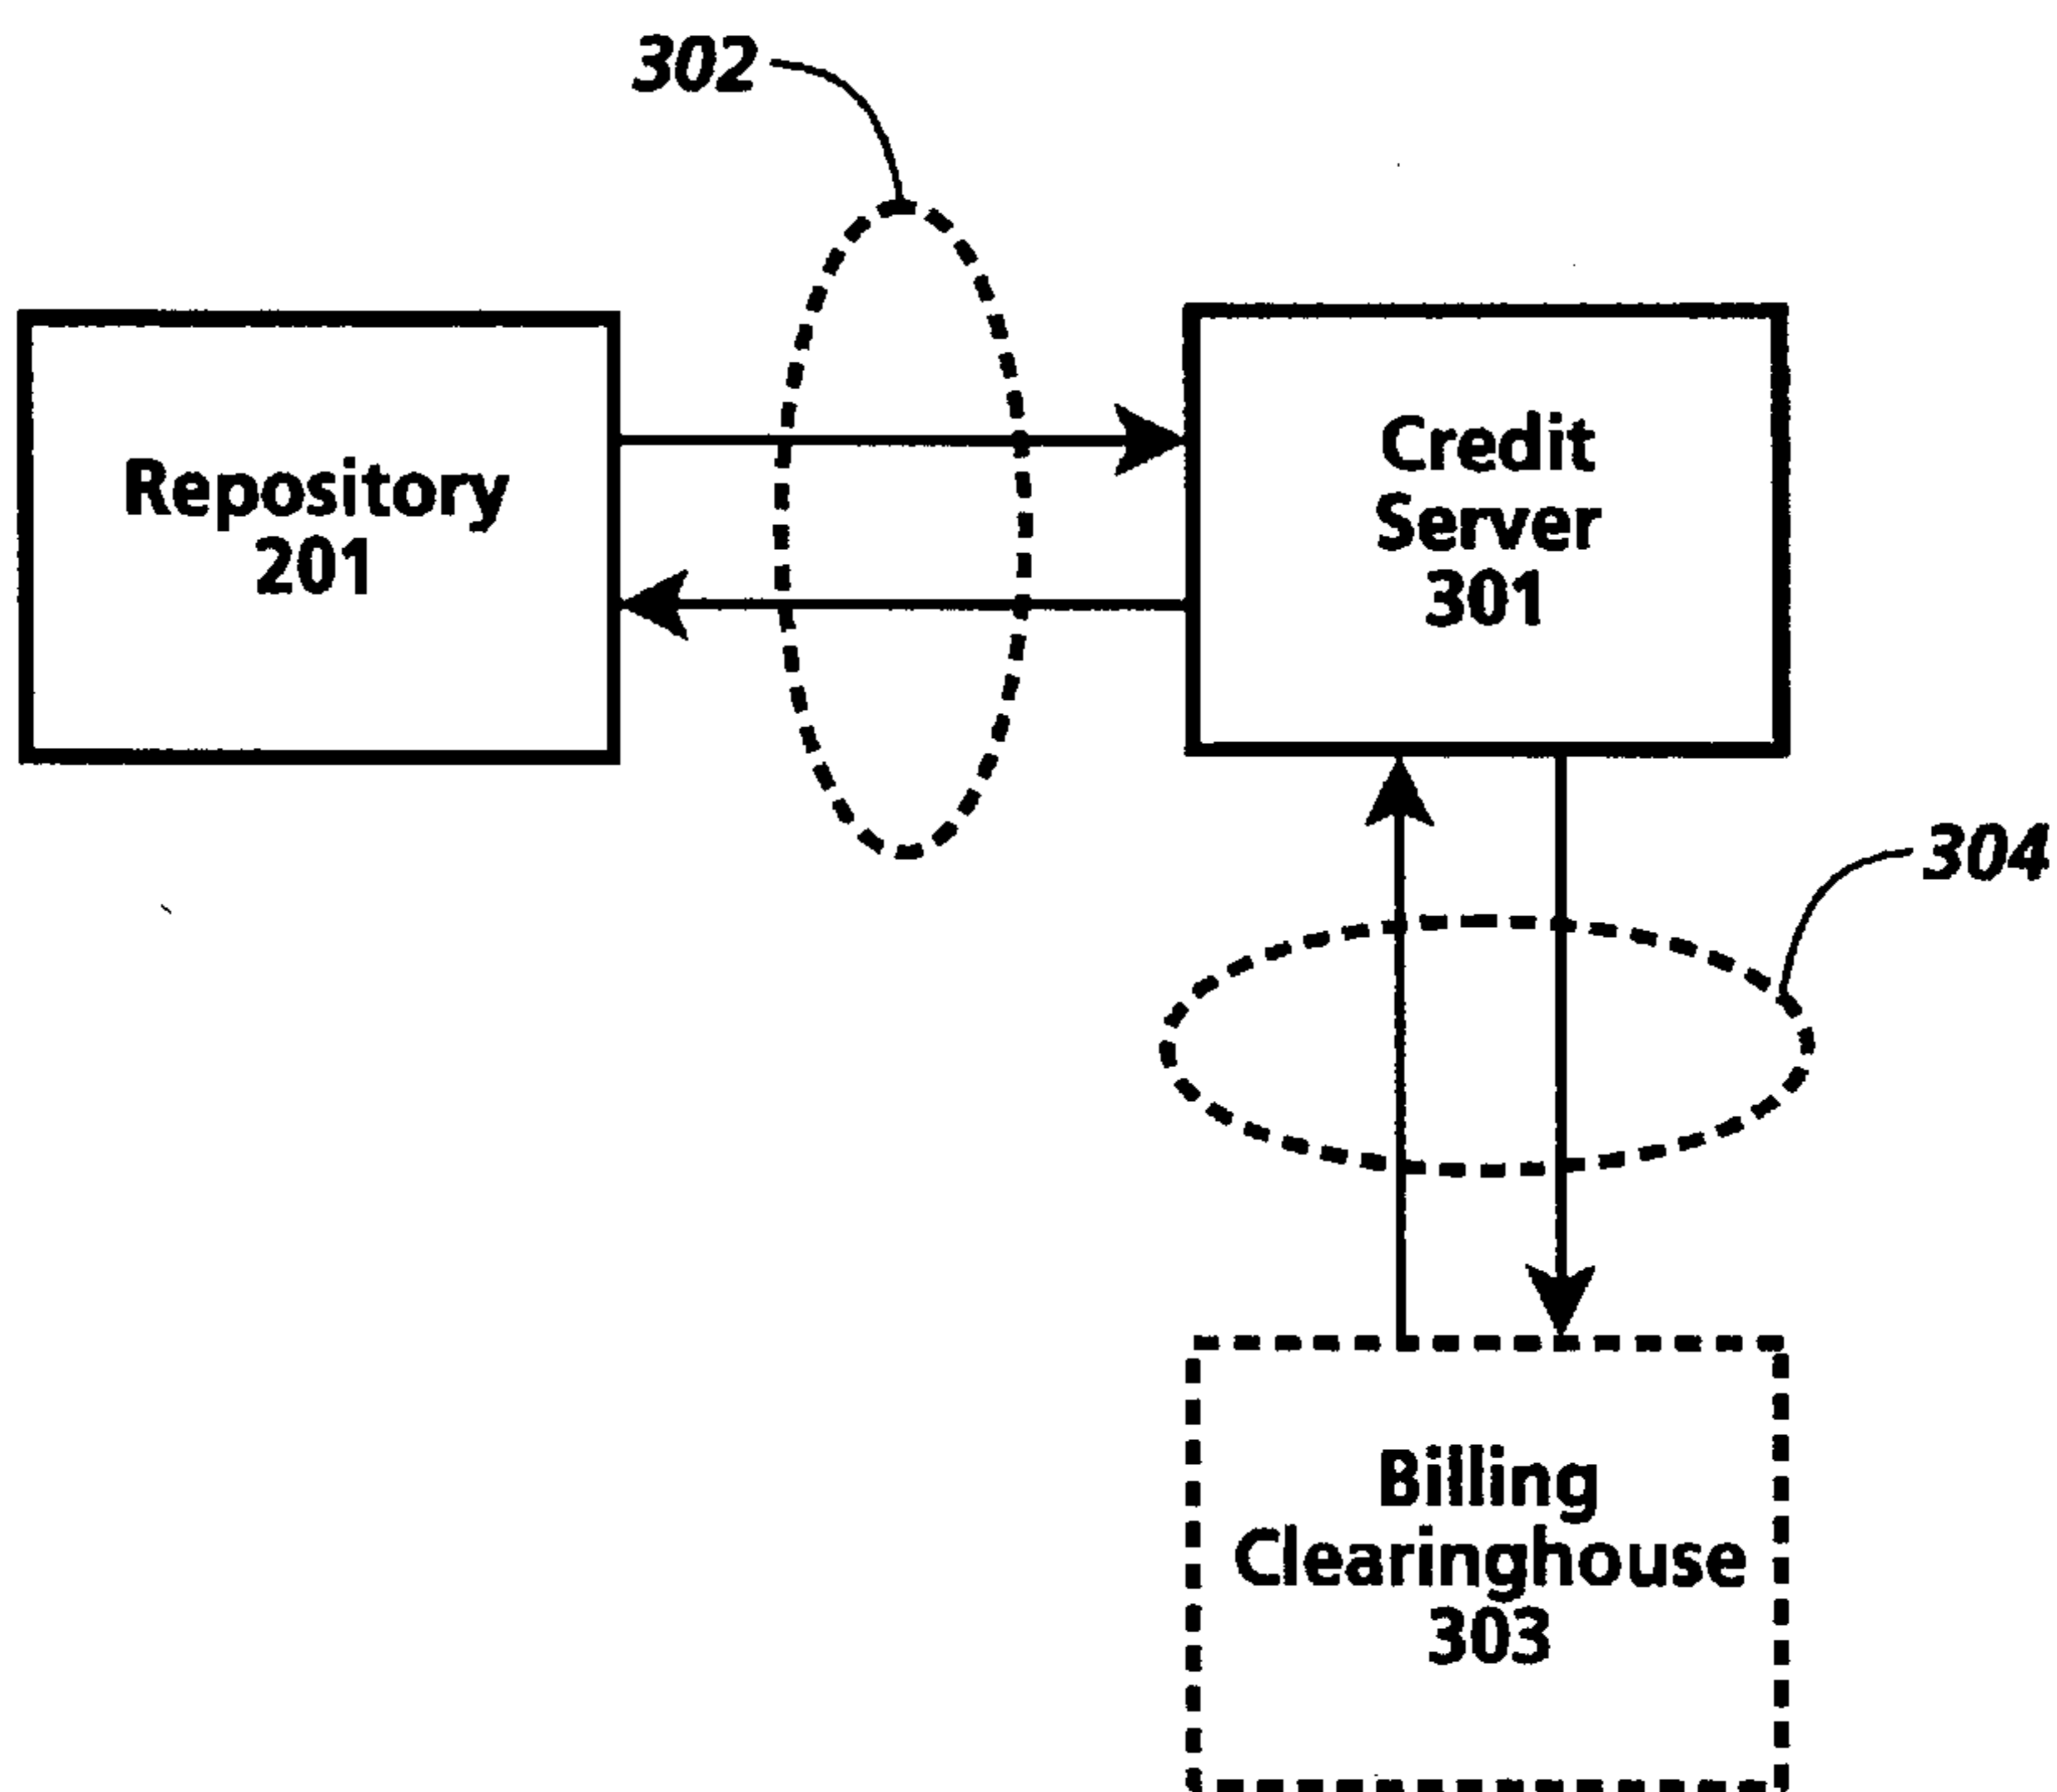 302
Repository
201
Credit
Server
301
304
Billing
Clearinghouse
303